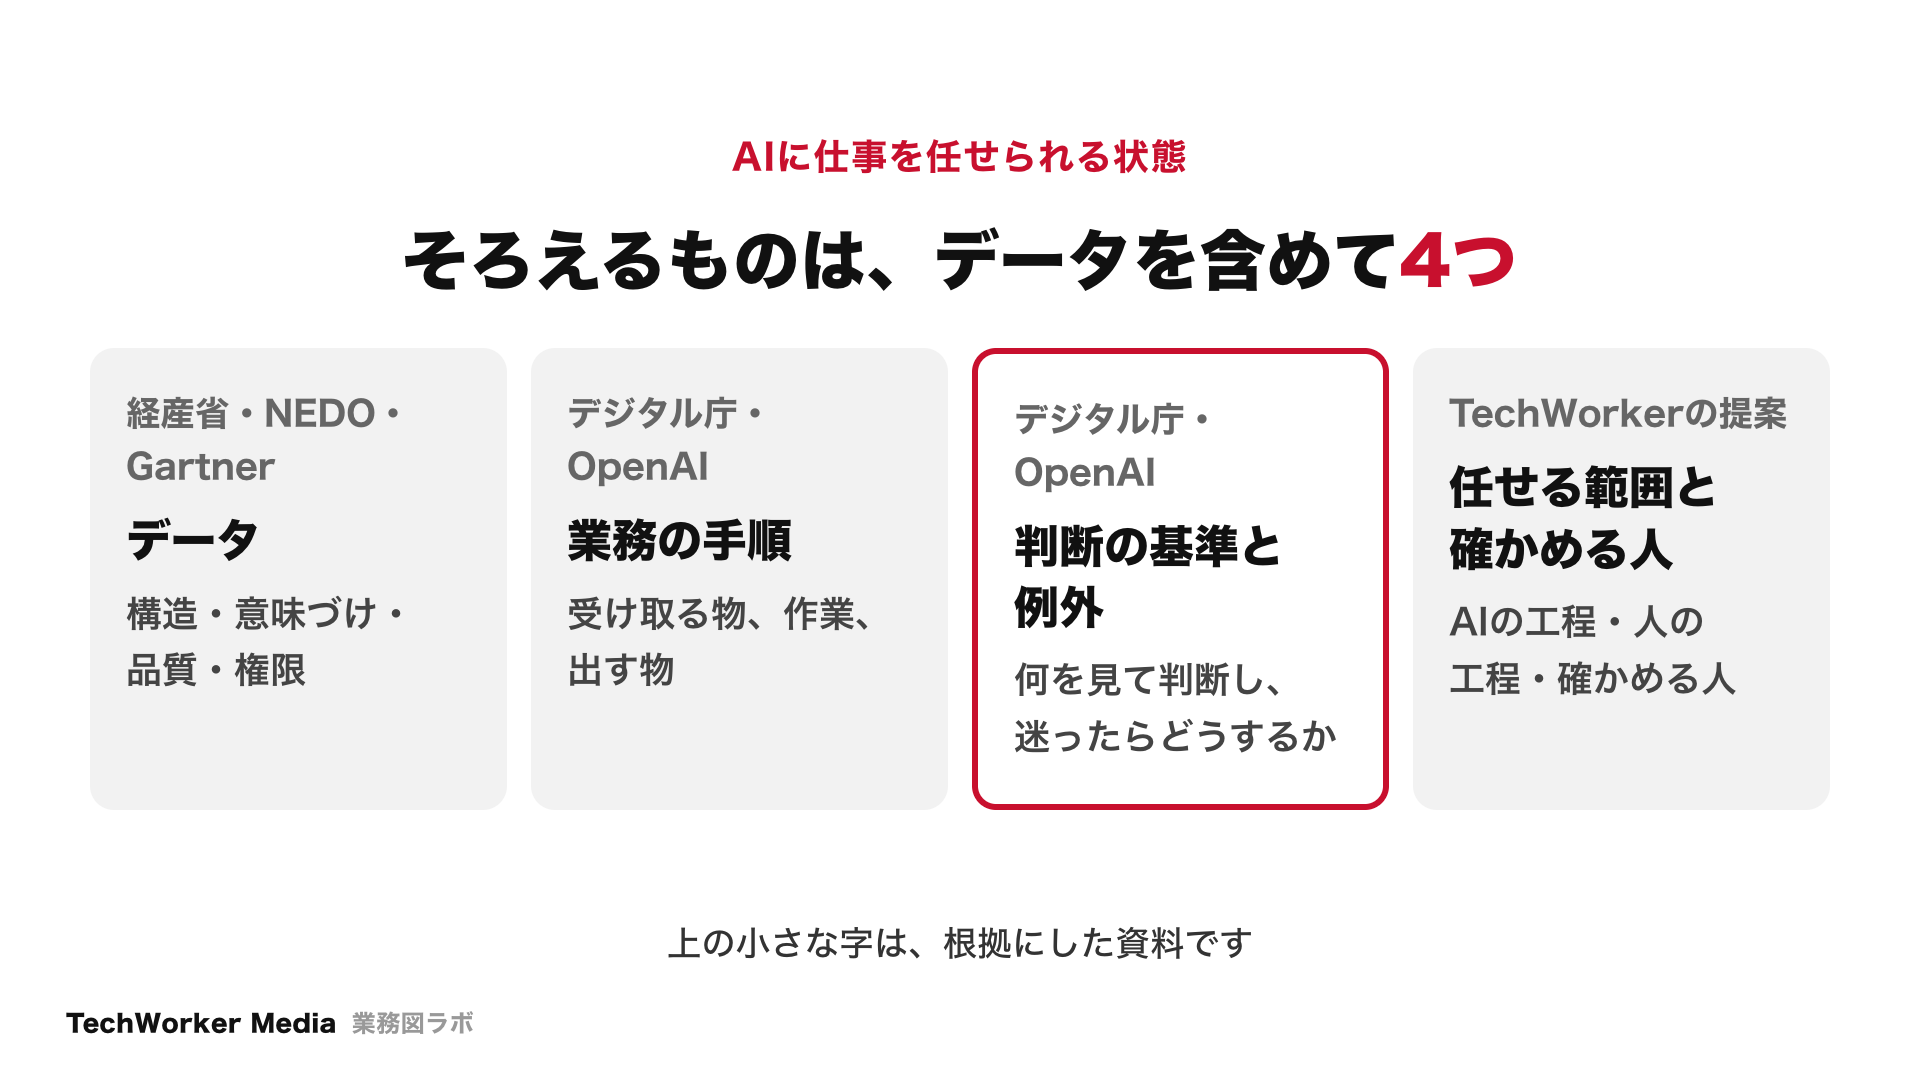 AIに仕事を任せられる状態
そろえるものは、データを含めて4つ
経産省・NEDO・
Gartner
データ
構造・意味づけ・
品質・権限
デジタル庁・
OpenAI
業務の手順
受け取る物、作業、
出す物
デジタル庁・
OpenAI
判断の基準と
例外
何を見て判断し、
迷ったらどうするか
TechWorkerの提案
任せる範囲と
確かめる人
AIの工程・人の
工程・確かめる人
上の小さな字は、根拠にした資料です
TechWorker Media 業務図ラボ